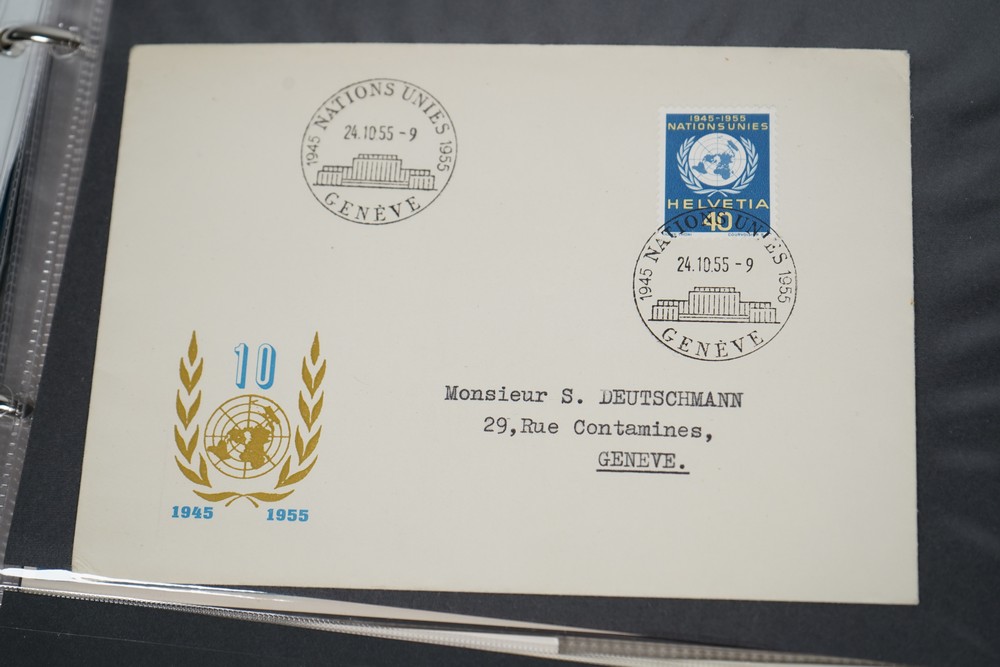 NATIONS UNIES
1945 1955
24.10.55 - 9
GENÈVE
1945-1955
NATIONS UNIES
HELVETIA
40
NATIONS UNIES
1945 1955
24.10.55 - 9
GENÈVE
10
1945 1955
Monsieur S. DEUTSCHMANN
29,Rue Contamines,
GENEVE.